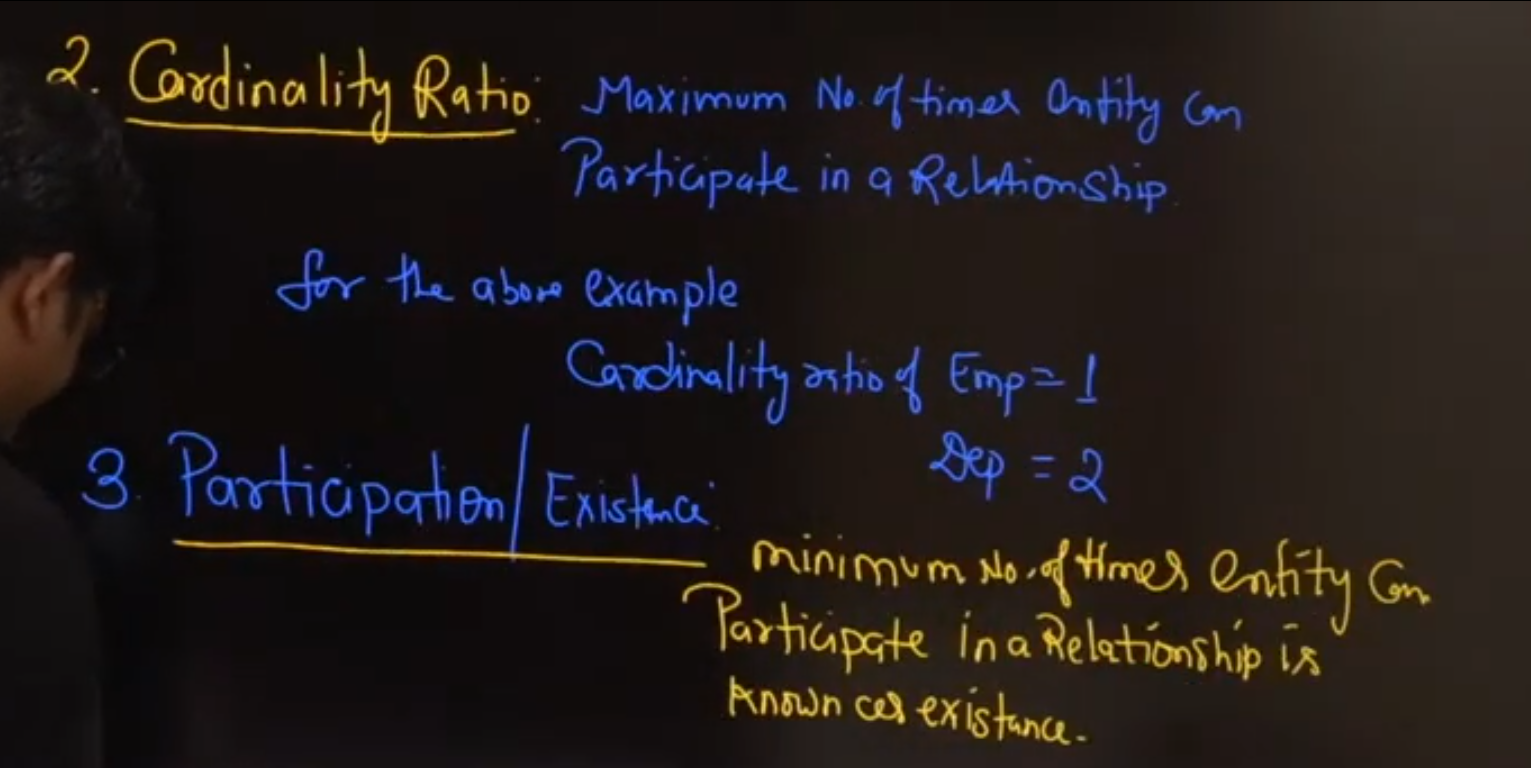 2. Cardinality Ratio: Maximum No. of times Entity Can
Participate in a Relationship.
for the above example
Cardinality ratio of Emp = 1
Dep = 2
3. Participation/Existence:
minimum No. of times entity Can
Participate in a Relationship is
known as existance.